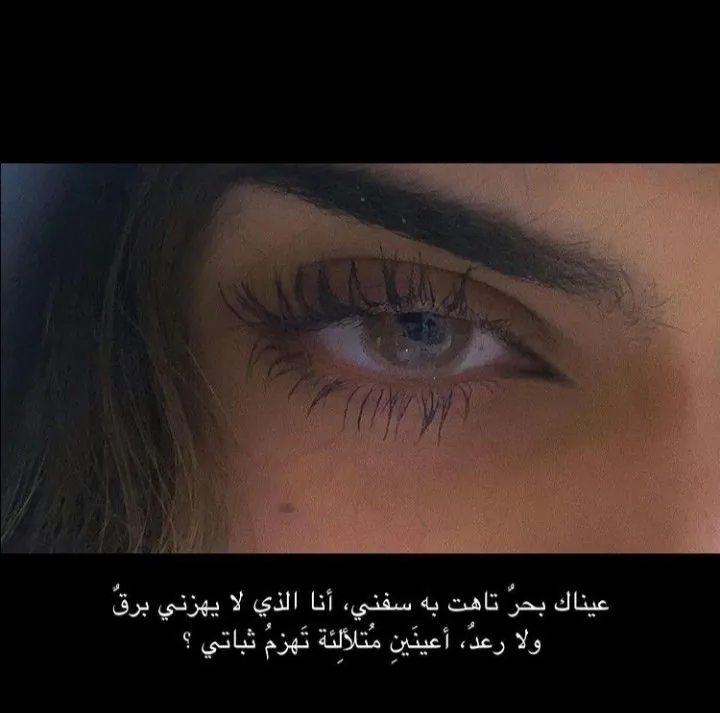 عيناك بحرٌ تاهت به سفني، أنا الذي لا يهزني برقٌ
ولا رعدٌ، أعينَينِ مُتلألِئة تَهزمُ ثباتي ؟